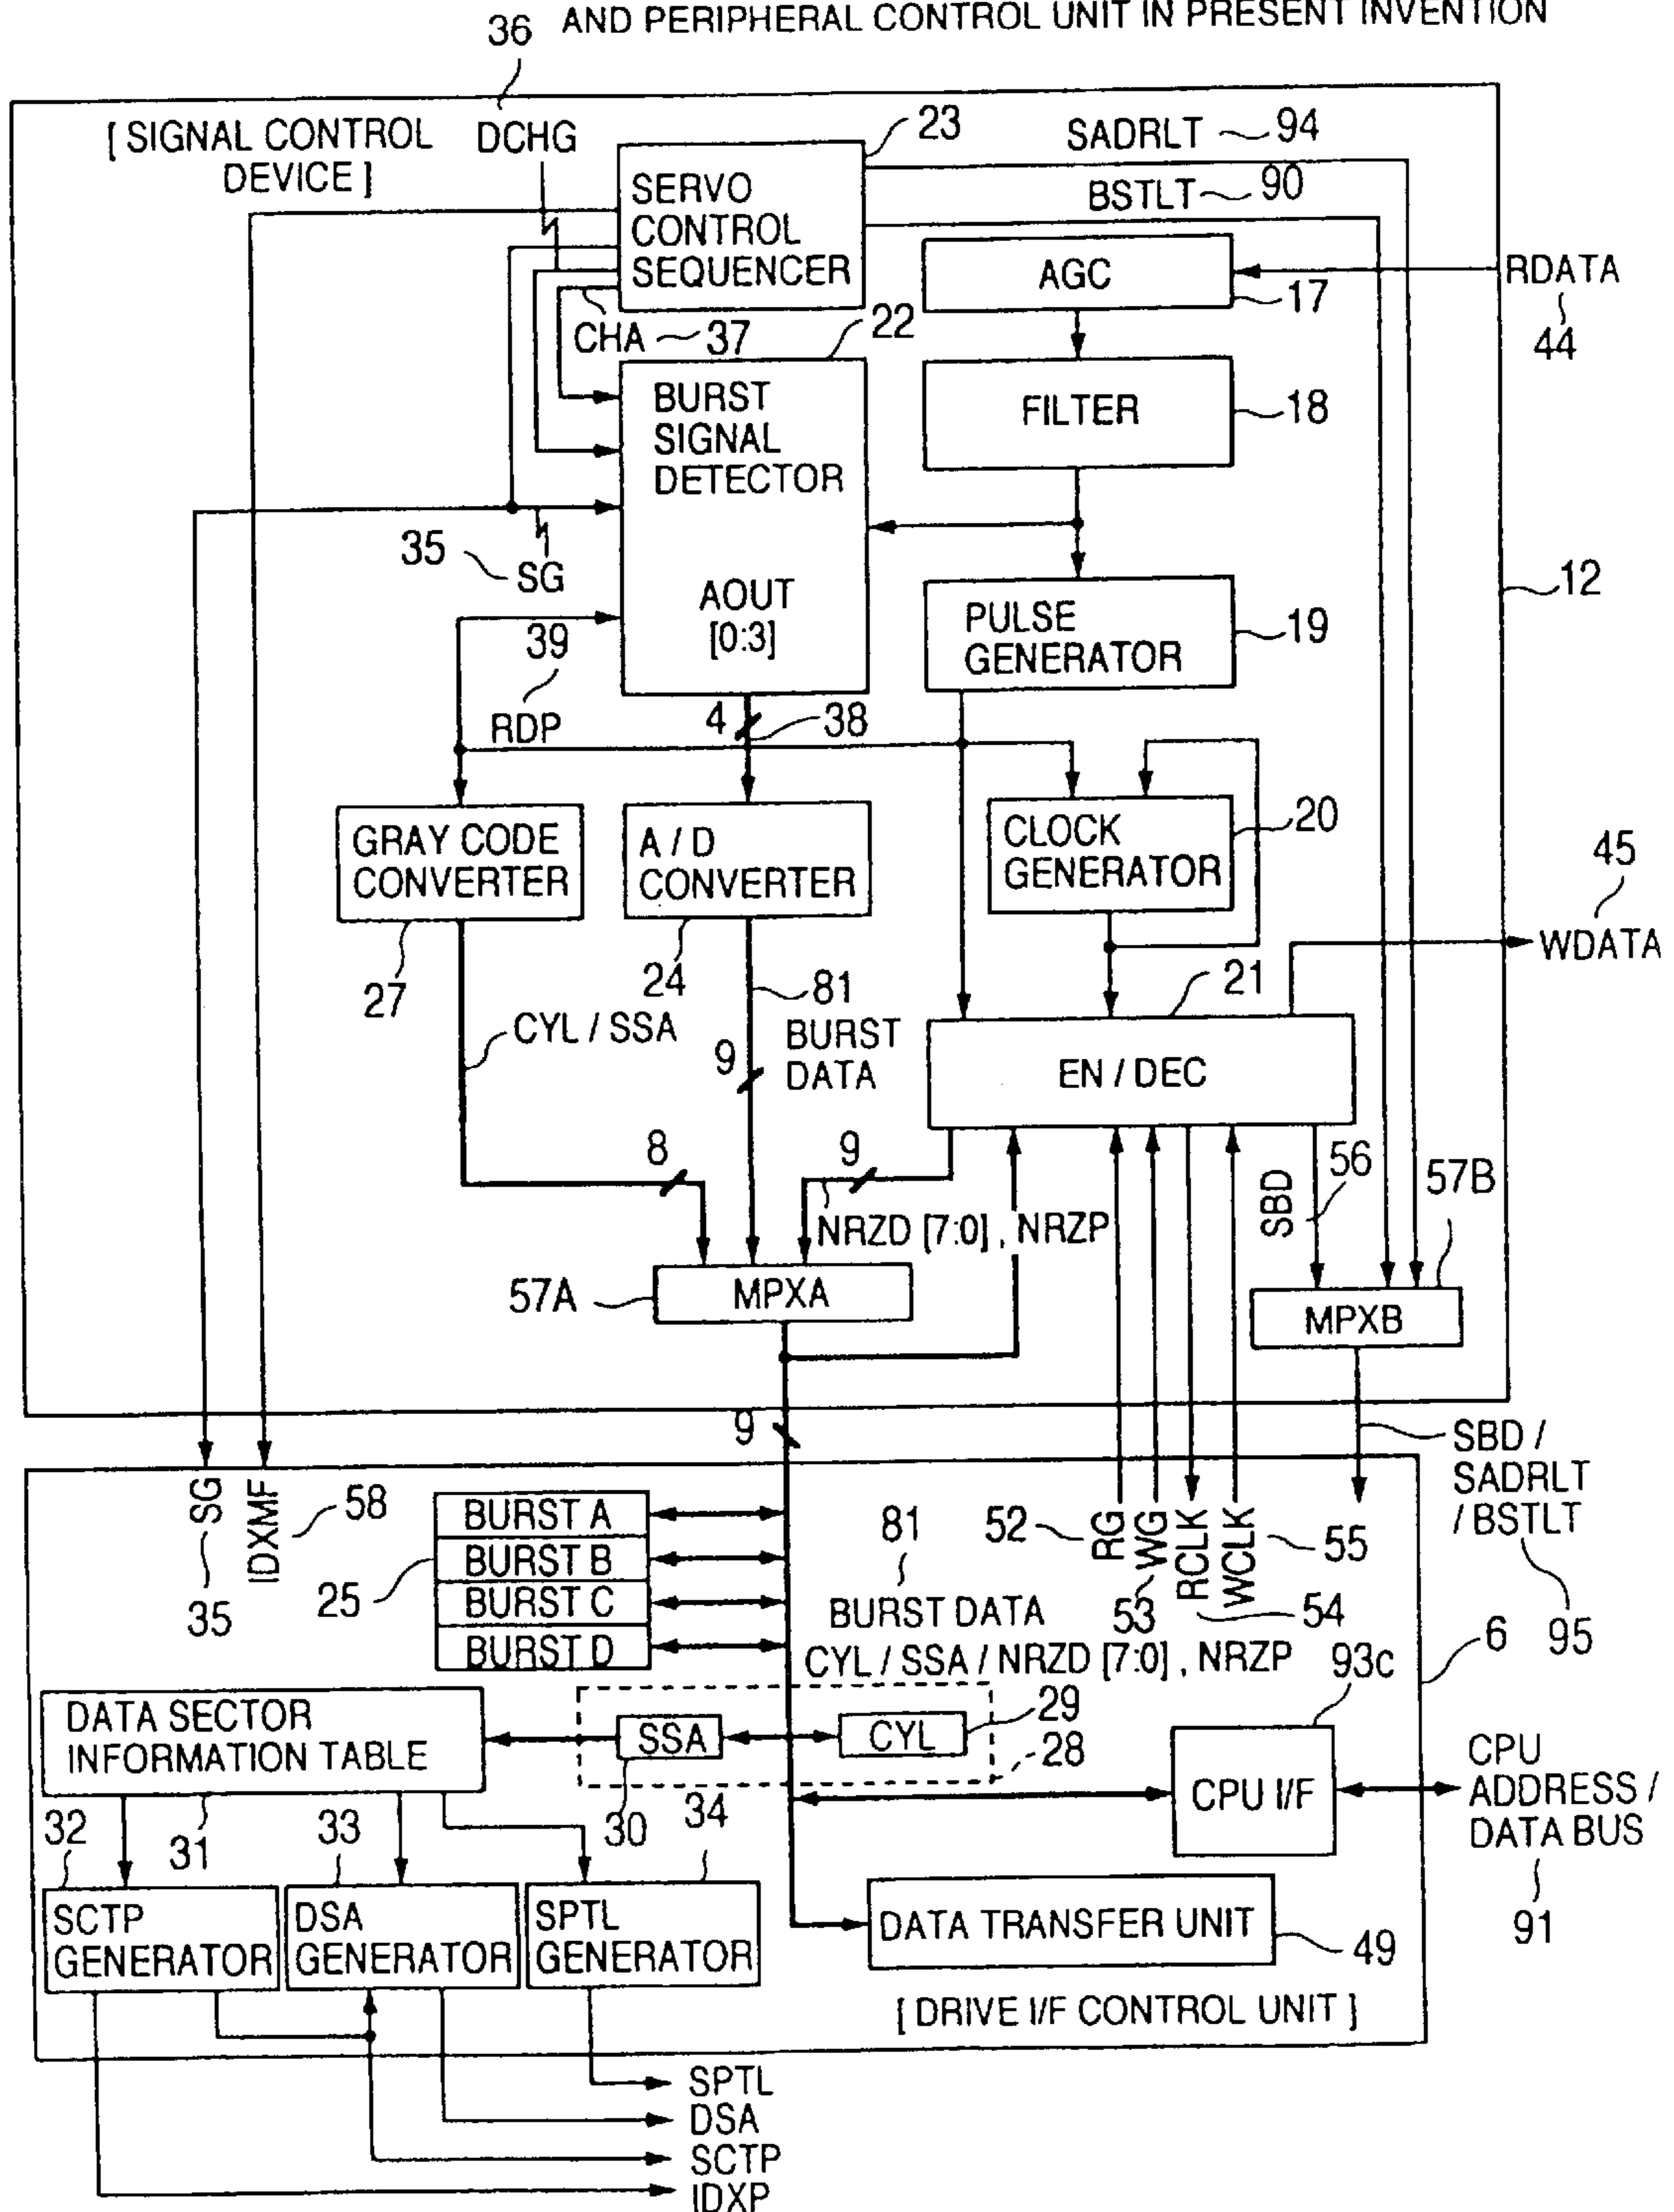 AND PERIPHERAL CONTROL UNIT IN PRESENT INVENTION
36
[ SIGNAL CONTROL
DEVICE ]
DCHG
23
SADRLT
94
SERVO
CONTROL
SEQUENCER
BSTLT
90
AGC
17
RDATA
44
CHA
37
22
BURST
SIGNAL
DETECTOR
FILTER
18
35
SG
AOUT
[0:3]
12
PULSE
GENERATOR
19
39
RDP
4
38
GRAY CODE
CONVERTER
A / D
CONVERTER
CLOCK
GENERATOR
20
45
WDATA
27
24
81
21
CYL / SSA
BURST
DATA
9
EN / DEC
8
9
SBD
56
57B
NRZD [7:0] , NRZP
57A
MPXA
MPXB
9
SBD /
SADRLT
/ BSTLT
SG
IDXMF
58
35
BURST A
BURST B
BURST C
BURST D
25
81
52
RG
WG
RCLK
WCLK
55
53
54
95
BURST DATA
CYL / SSA / NRZD [7:0] , NRZP
93c
6
DATA SECTOR
INFORMATION TABLE
SSA
CYL
29
28
CPU I/F
CPU
ADDRESS /
DATA BUS
91
32
31
33
30
34
SCTP
GENERATOR
DSA
GENERATOR
SPTL
GENERATOR
DATA TRANSFER UNIT
49
[ DRIVE I/F CONTROL UNIT ]
SPTL
DSA
SCTP
IDXP